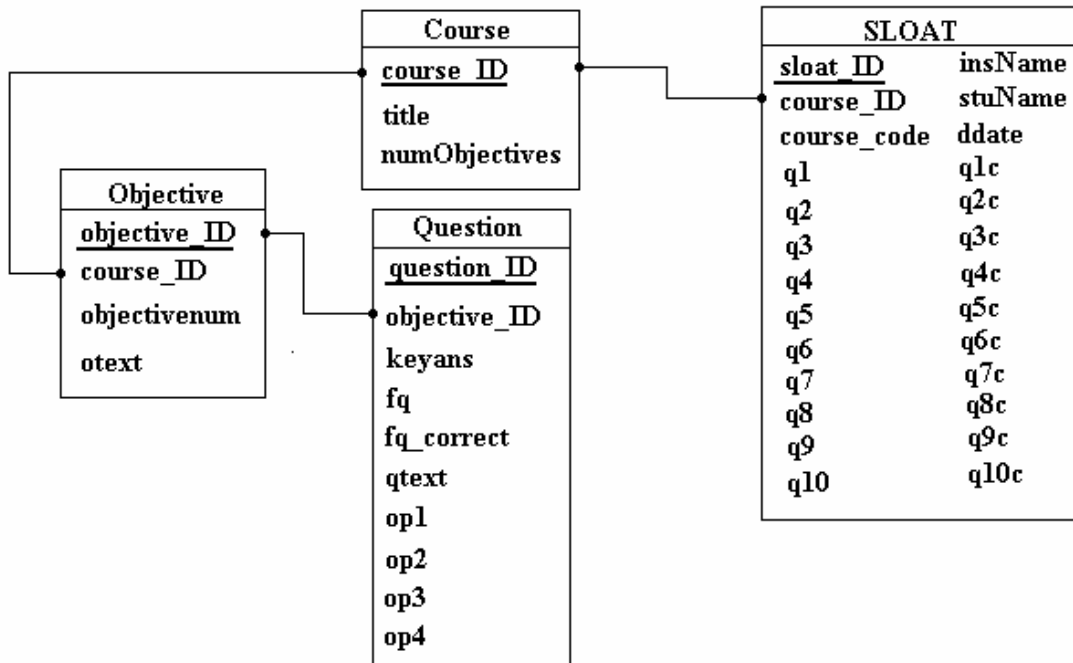 Course
course_ID
title
numObjectives
SLOAT
sloat_ID insName
course_ID stuName
course_code ddate
q1 q1c
q2 q2c
q3 q3c
q4 q4c
q5 q5c
q6 q6c
q7 q7c
q8 q8c
q9 q9c
q10 q10c
Objective
objective_ID
course_ID
objectivenum
otext
Question
question_ID
objective_ID
keyans
fq
fq_correct
qtext
op1
op2
op3
op4